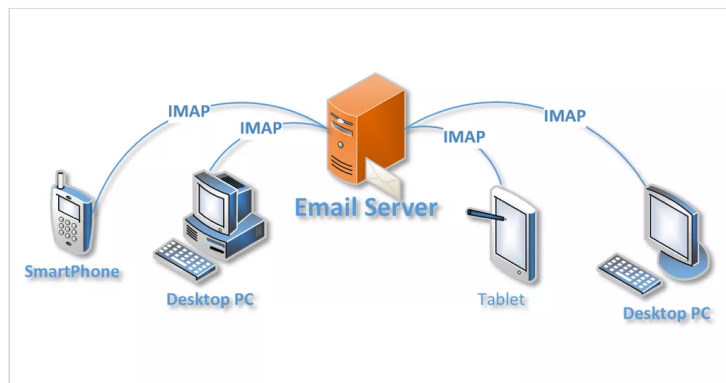 IMAP
IMAP
IMAP
IMAP
Email Server
SmartPhone
Desktop PC
Tablet
Desktop PC